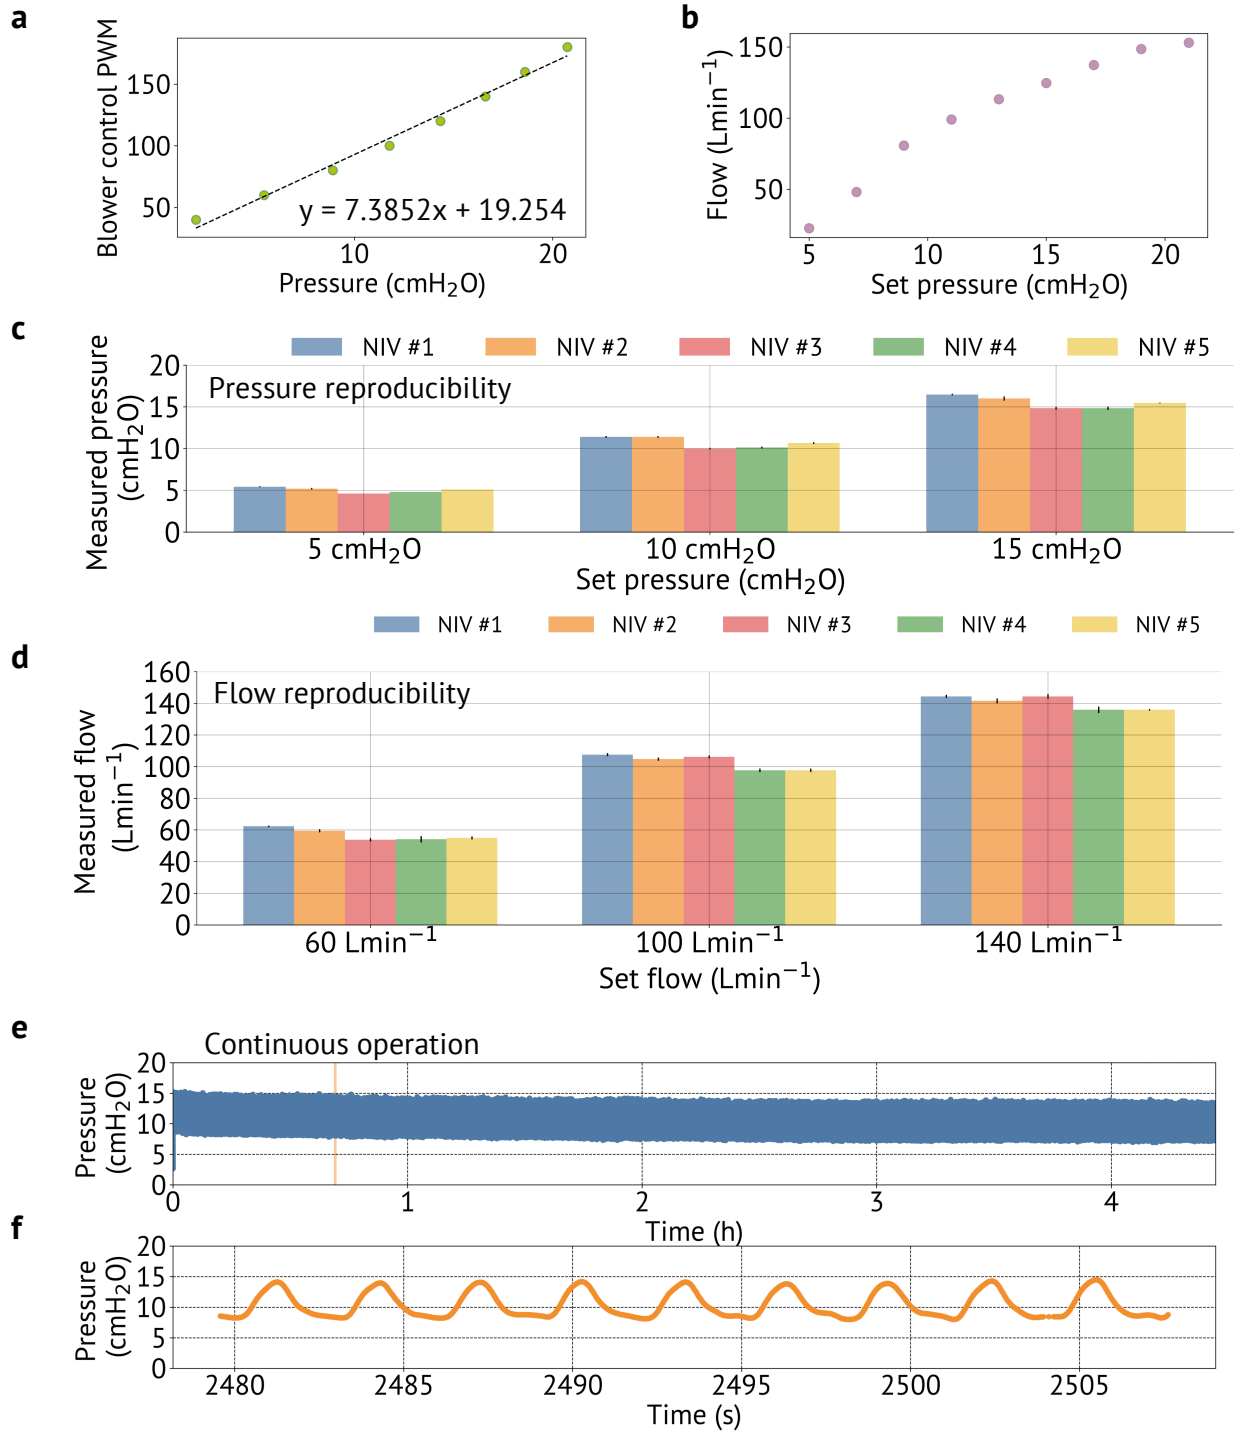 a
Blower control PWM
150
100
50
y = 7.3852x + 19.254
10
20
Pressure (cmH₂O)
b
Flow (Lmin⁻¹)
150
100
50
5
10
15
20
Set pressure (cmH₂O)
c
NIV #1
NIV #2
NIV #3
NIV #4
NIV #5
Measured pressure
(cmH₂O)
Pressure reproducibility
20
15
10
5
0
5 cmH₂O
10 cmH₂O
15 cmH₂O
Set pressure (cmH₂O)
NIV #1
NIV #2
NIV #3
NIV #4
NIV #5
d
Measured flow
(Lmin⁻¹)
Flow reproducibility
160
140
120
100
80
60
40
20
0
60 Lmin⁻¹
100 Lmin⁻¹
140 Lmin⁻¹
Set flow (Lmin⁻¹)
e
Continuous operation
Pressure
(cmH₂O)
20
15
10
5
0
0
1
2
3
4
Time (h)
f
Pressure
(cmH₂O)
20
15
10
5
0
2480
2485
2490
2495
2500
2505
Time (s)